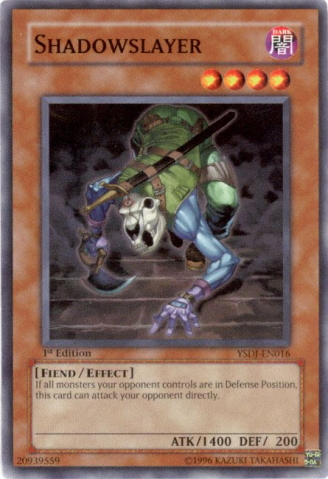 SHADOWSLAYER
DARK
闇
1st Edition
YSDJ-EN016
[FIEND / EFFECT]
If all monsters your opponent controls are in Defense Position,
this card can attack your opponent directly.
ATK/1400 DEF/ 200
20939559
©1996 KAZUKI TAKAHASHI